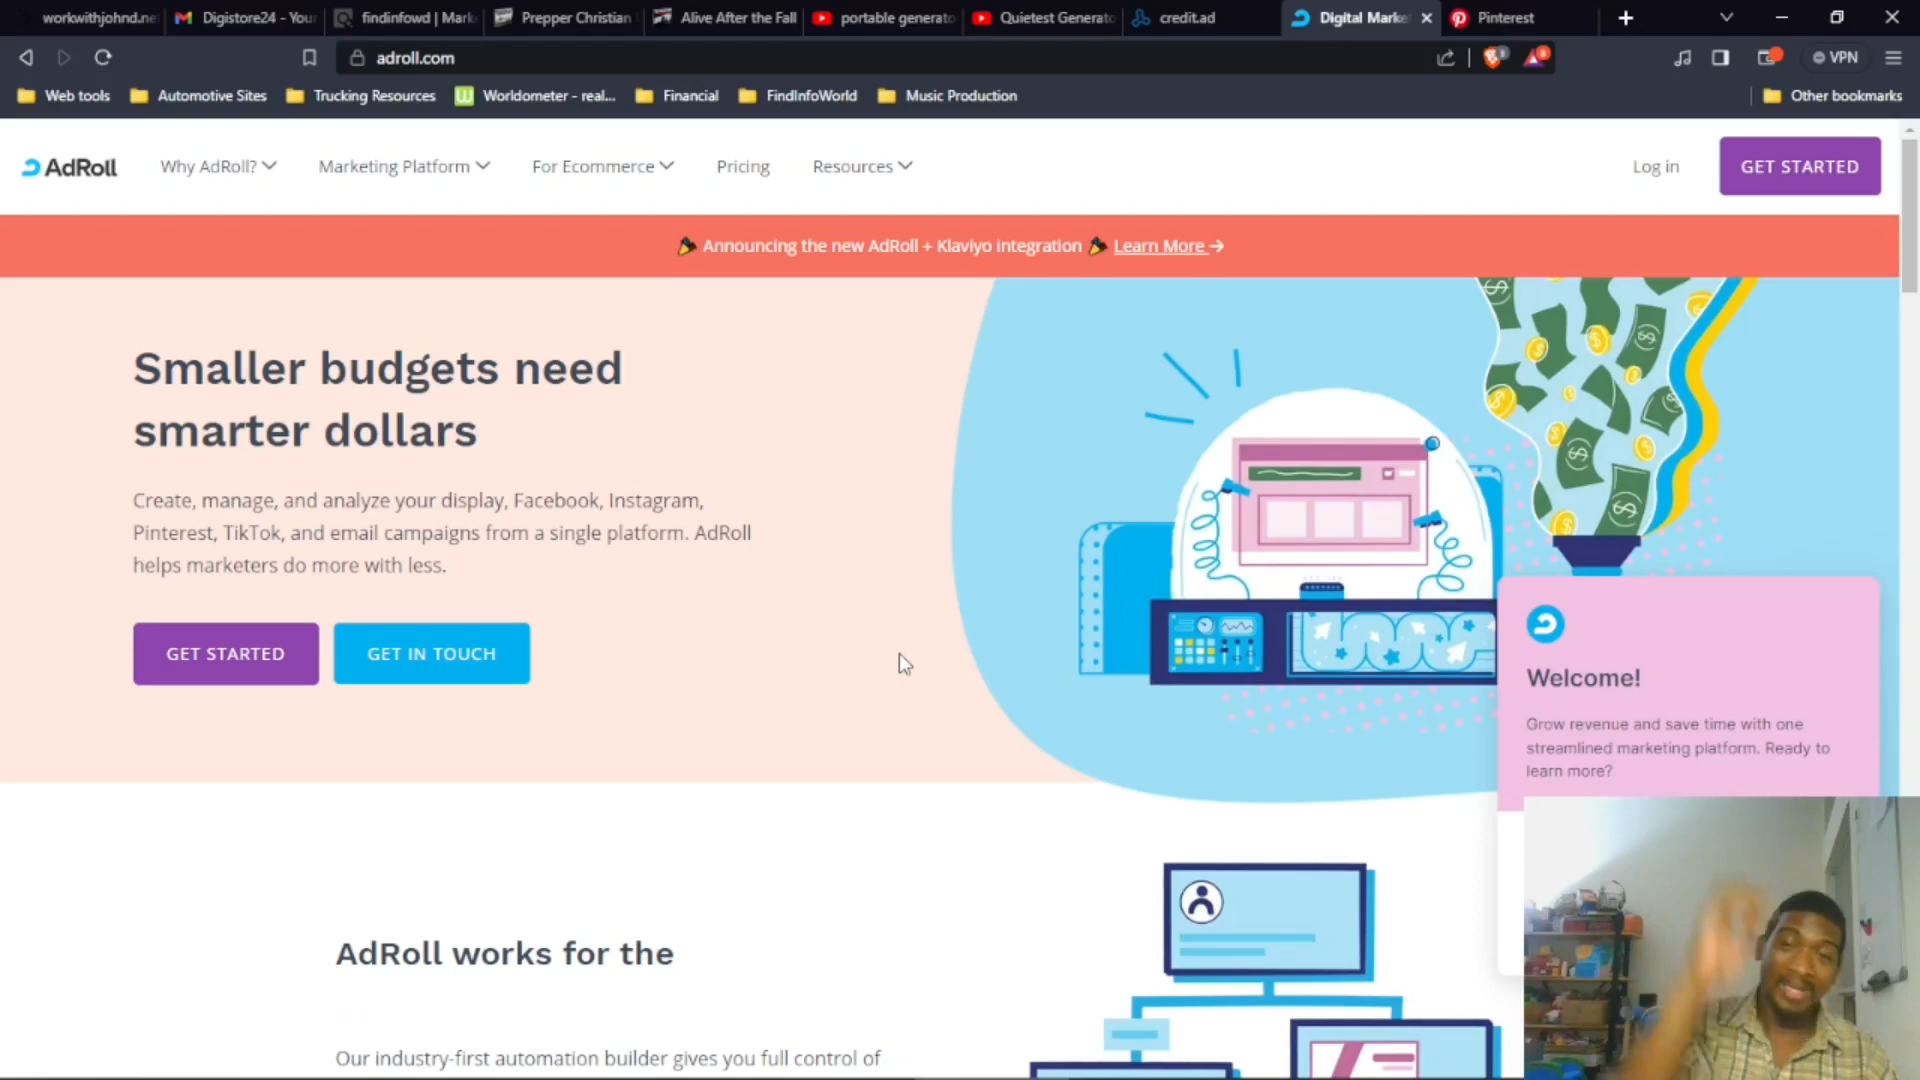 workwithjohnd.ne
Digistore24 - Your
findinfowd | Mark
Prepper Christian
Alive After the Fall
portable generato
Quietest Generato
credit.ad
Digital Marke
Pinterest
adroll.com
VPN
Web tools
Automotive Sites
Trucking Resources
Worldometer - real...
Financial
FindInfoWorld
Music Production
Other bookmarks
AdRoll
Why AdRoll?
Marketing Platform
For Ecommerce
Pricing
Resources
Log in
GET STARTED
Announcing the new AdRoll + Klaviyo integration Learn More →
Smaller budgets need
smarter dollars
Create, manage, and analyze your display, Facebook, Instagram,
Pinterest, TikTok, and email campaigns from a single platform. AdRoll
helps marketers do more with less.
GET STARTED
GET IN TOUCH
Welcome!
Grow revenue and save time with one
streamlined marketing platform. Ready to
learn more?
AdRoll works for the
Our industry-first automation builder gives you full control of